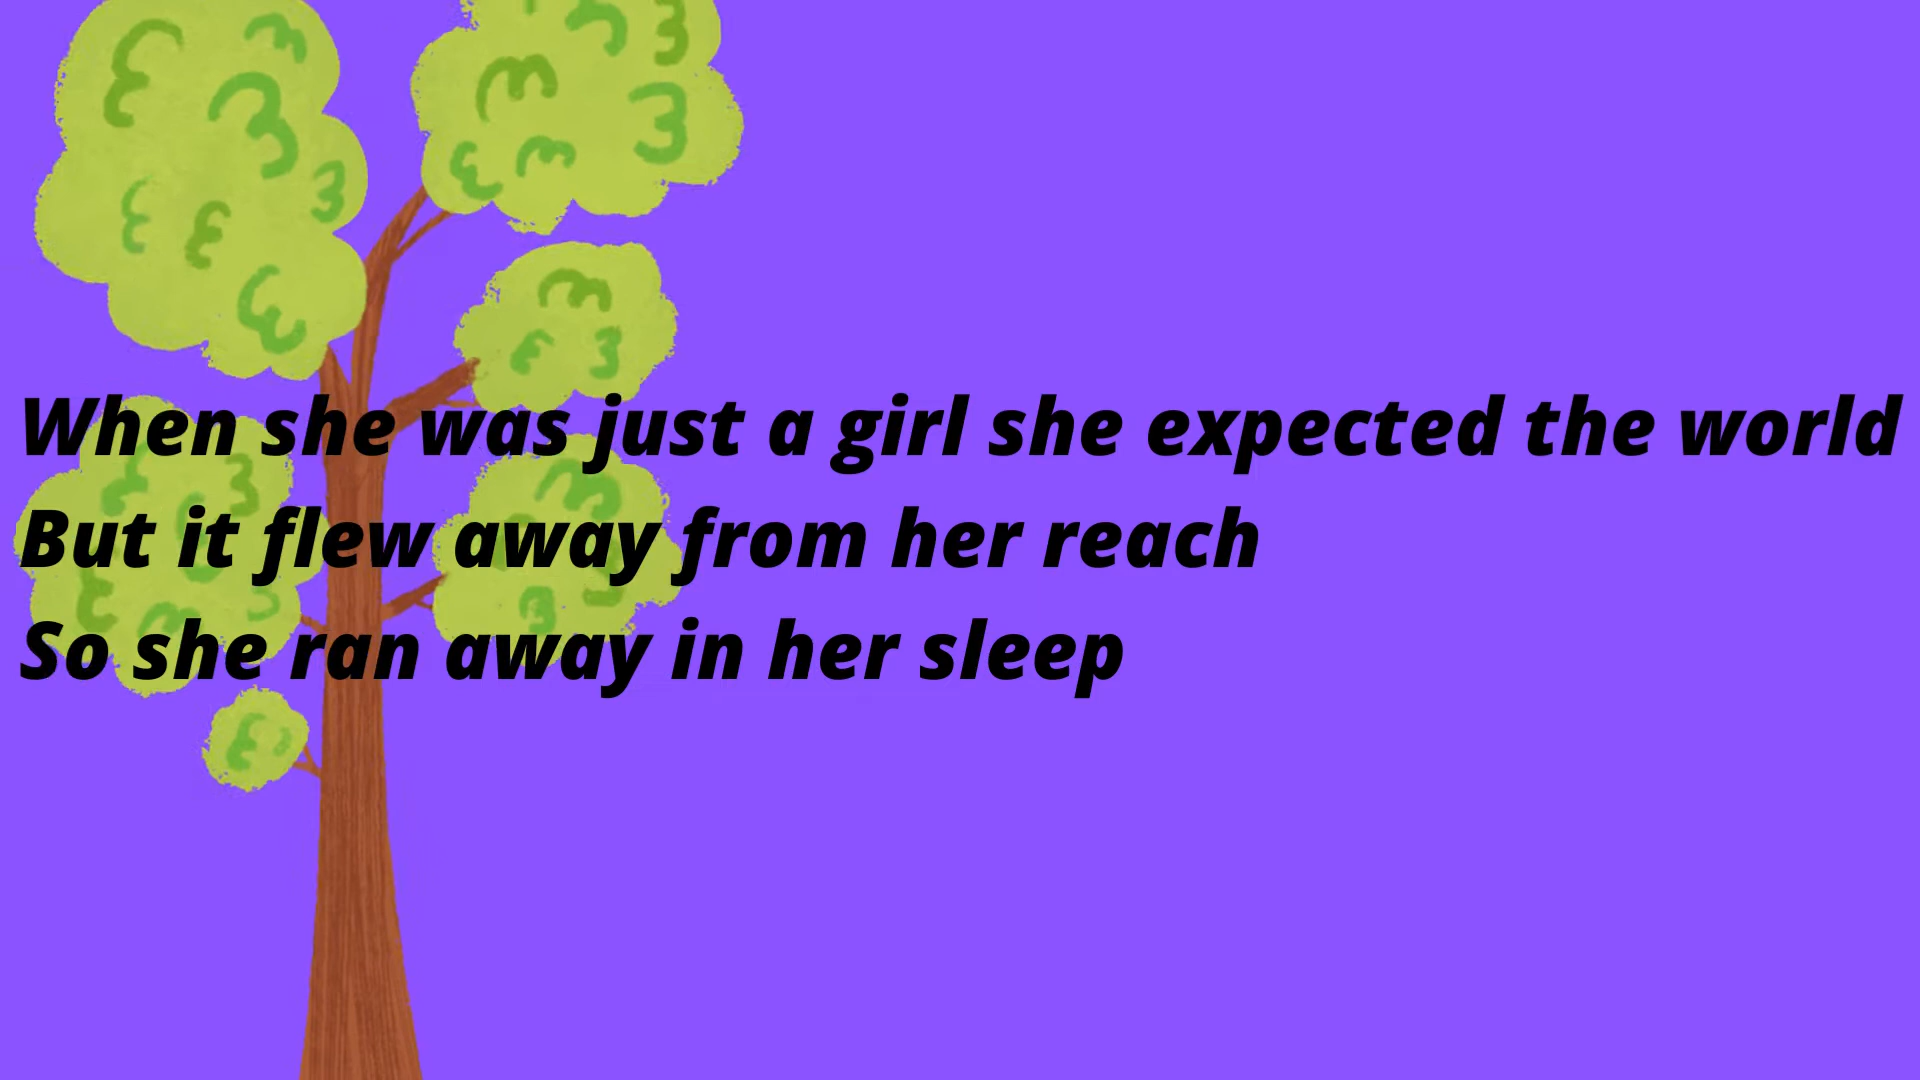 When she was just a girl she expected the world
But it flew away from her reach
So she ran away in her sleep